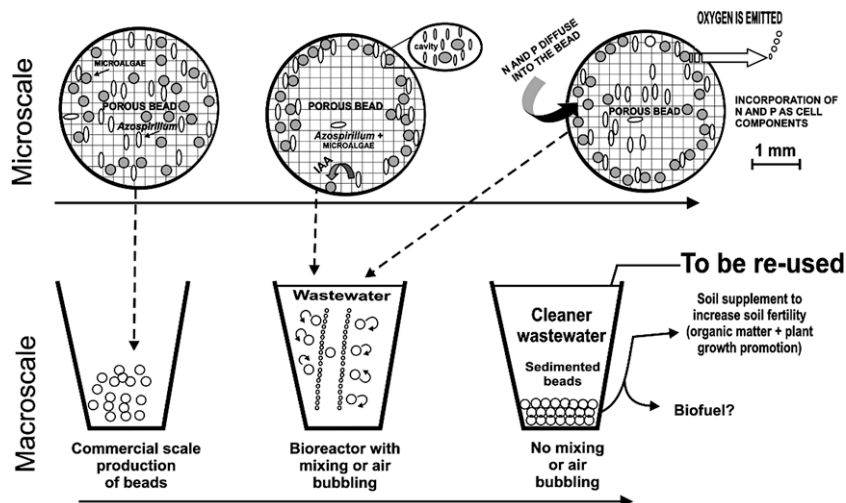 Microscale
MICROALGAE
POROUS BEAD
Azospirillum
cavity
POROUS BEAD
Azospirillum +
MICROALGAE
IAA
N AND P DIFFUSE
INTO THE BEAD
OXYGEN IS EMITTED
POROUS BEAD
INCORPORATION OF
N AND P AS CELL
COMPONENTS
1 mm
Macroscale
Commercial scale
production
of beads
Wastewater
Bioreactor with
mixing or air
bubbling
Cleaner
wastewater
Sedimented
beads
No mixing
or air
bubbling
To be re-used
Soil supplement to
increase soil fertility
(organic matter + plant
growth promotion)
Biofuel?